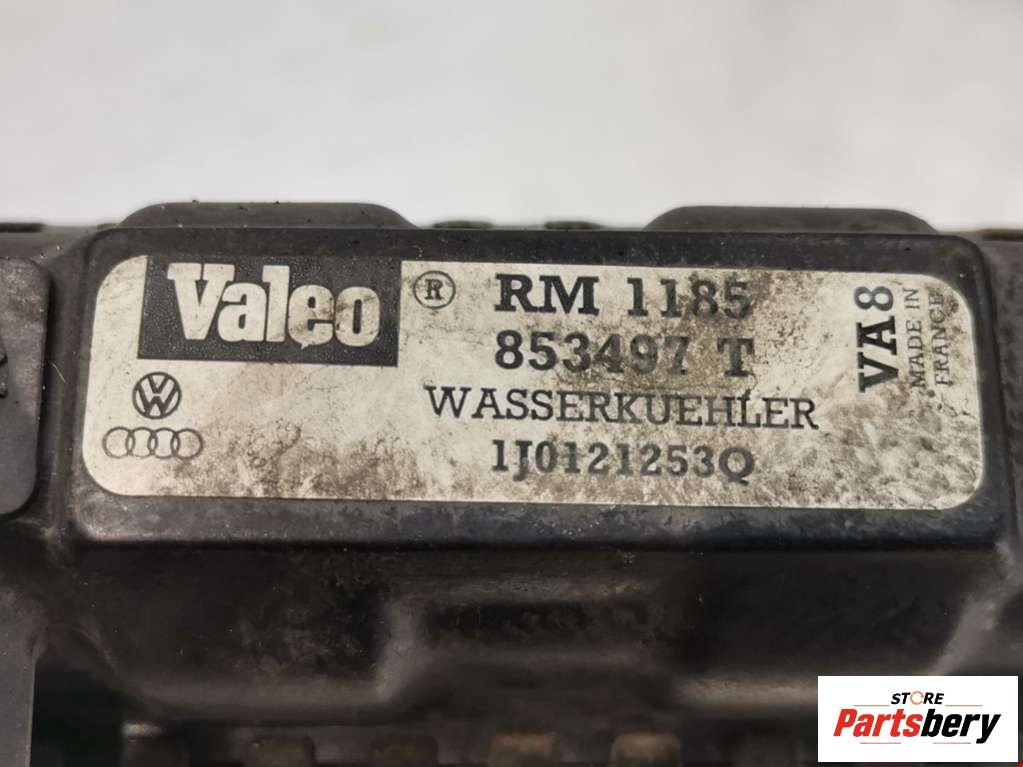 Valeo ® RM 1185
853497 T
WASSERKUEHLER
1J0121253Q
VA8
MADE IN
FRANCE
STORE
Partsbery